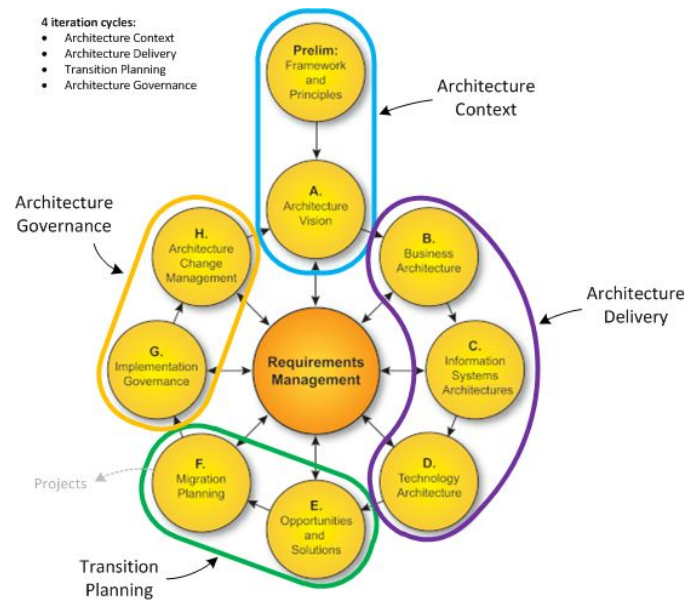 4 iteration cycles:
• Architecture Context
• Architecture Delivery
• Transition Planning
• Architecture Governance
Prelim:
Framework
and
Principles
Architecture
Context
A.
Architecture
Vision
Architecture
Governance
H.
Architecture
Change
Management
B.
Business
Architecture
Architecture
Delivery
G.
Implementation
Governance
Requirements
Management
C.
Information
Systems
Architectures
F.
Migration
Planning
Projects
D.
Technology
Architecture
E.
Opportunities
and
Solutions
Transition
Planning